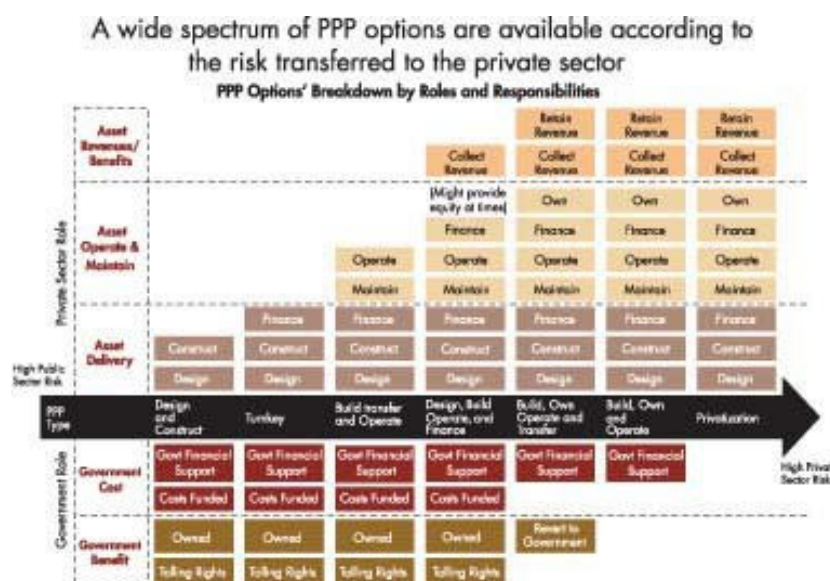 A wide spectrum of PPP options are available according to
the risk transferred to the private sector
PPP Options' Breakdown by Roles and Responsibilities
Private Sector Role
Asset
Revenues/
Benefits
Retain
Revenue
Retain
Revenue
Retain
Revenue
Collect
Revenue
Collect
Revenue
Collect
Revenue
Collect
Revenue
Asset
Operate &
Maintain
(Might provide
equity at times)
Own
Own
Own
Finance
Finance
Finance
Finance
Operate
Operate
Operate
Operate
Operate
Maintain
Maintain
Maintain
Maintain
Maintain
Asset
Delivery
Finance
Finance
Finance
Finance
Finance
Finance
Construct
Construct
Construct
Construct
Construct
Construct
Construct
Design
Design
Design
Design
Design
Design
Design
High Public
Sector Risk
PPP
Type
Design
and
Construct
Turnkey
Build transfer
and Operate
Design, Build
Operate, and
Finance
Build, Own
Operate and
Transfer
Build, Own
and
Operate
Privatization
High Privat
Sector Risk
Government Role
Government
Cost
Govt Financial
Support
Govt Financial
Support
Govt Financial
Support
Govt Financial
Support
Govt Financial
Support
Govt Financial
Support
Costs Funded
Costs Funded
Costs Funded
Costs Funded
Government
Benefit
Owned
Owned
Owned
Owned
Revert to
Government
Tolling Rights
Tolling Rights
Tolling Rights
Tolling Rights